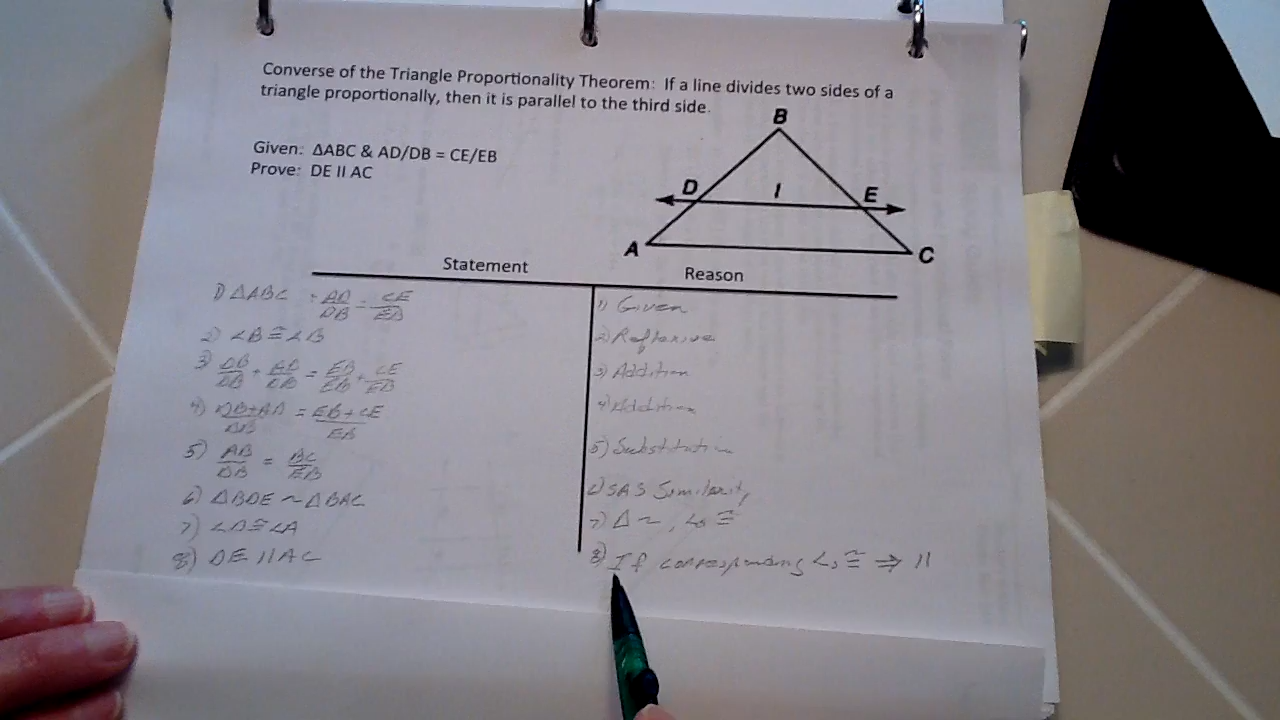 Converse of the Triangle Proportionality Theorem: If a line divides two sides of a
triangle proportionally, then it is parallel to the third side.
Given: ΔABC & AD/DB = CE/EB
Prove: DE II AC
B
D
l
E
A
C
Statement
Reason
1) ΔABC + AD/DB = CE/EB
1) Given
2) ∠B ≅ ∠B
2) Reflexive
3) DB/DB + AD/DB = EB/EB + CE/EB
3) Addition
4) DB+AD/DB = EB+CE/EB
4) Addition
5) AB/DB = BC/EB
5) Substitution
6) ΔBDE ~ ΔBAC
6) SAS Similarity
7) ∠D ≅ ∠A
7) Δ~, ∠s ≅
8) DE // AC
8) If corresponding ∠s ≅ ⇒ //